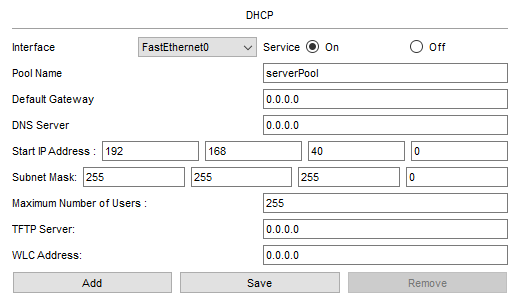 DHCP
Interface FastEthernet0 Service On Off
Pool Name serverPool
Default Gateway 0.0.0.0
DNS Server 0.0.0.0
Start IP Address : 192 168 40 0
Subnet Mask: 255 255 255 0
Maximum Number of Users : 255
TFTP Server: 0.0.0.0
WLC Address: 0.0.0.0
Add Save Remove